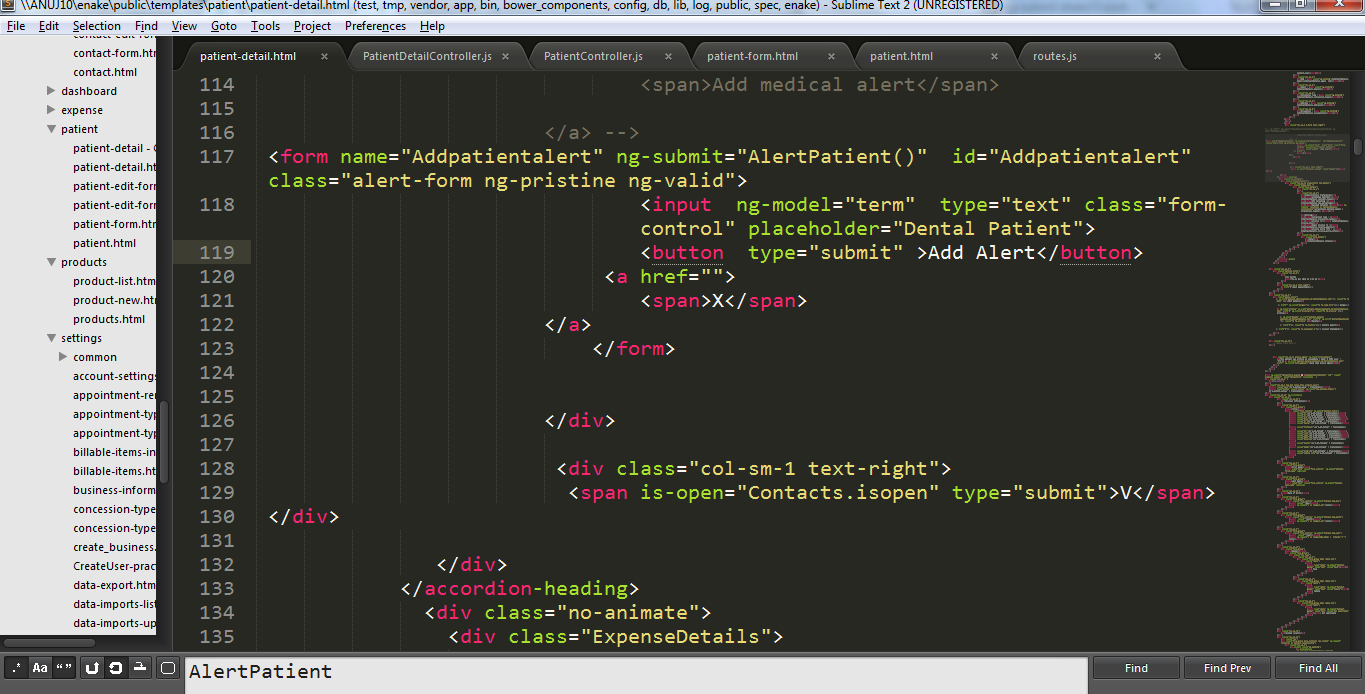 \\ANUJ10\enake\public\templates\patient\patient-detail.html (test, tmp, vendor, app, bin, bower_components, config, db, lib, log, public, spec, enake) - Sublime Text 2 (UNREGISTERED)
File Edit Selection Find View Goto Tools Project Preferences Help
patient-detail.html × PatientDetailController.js × PatientController.js × patient-form.html × patient.html × routes.js ×
contact-edit-form
contact-form.htm
contact.html
dashboard
expense
patient
patient-detail - C
patient-detail.ht
patient-edit-form
patient-edit-form
patient-form.htm
patient.html
products
product-list.htm
product-new.htm
products.html
settings
common
account-settings
appointment-rem
appointment-typ
appointment-typ
billable-items-in
billable-items.ht
business-inform
concession-type
concession-type
create_business.
CreateUser-prac
data-export.htm
data-imports-list
data-imports-up
114 <span>Add medical alert</span>
115
116 </a> -->
117 <form name="Addpatientalert" ng-submit="AlertPatient()"  id="Addpatientalert"
class="alert-form ng-pristine ng-valid">
118 <input  ng-model="term"  type="text" class="form-
control" placeholder="Dental Patient">
119 <button  type="submit" >Add Alert</button>
120 <a href="">
121 <span>X</span>
122 </a>
123 </form>
124
125
126 </div>
127
128 <div class="col-sm-1 text-right">
129 <span is-open="Contacts.isopen" type="submit">V</span>
130 </div>
131
132 </div>
133 </accordion-heading>
134 <div class="no-animate">
135 <div class="ExpenseDetails">
.* Aa “” AlertPatient Find Find Prev Find All